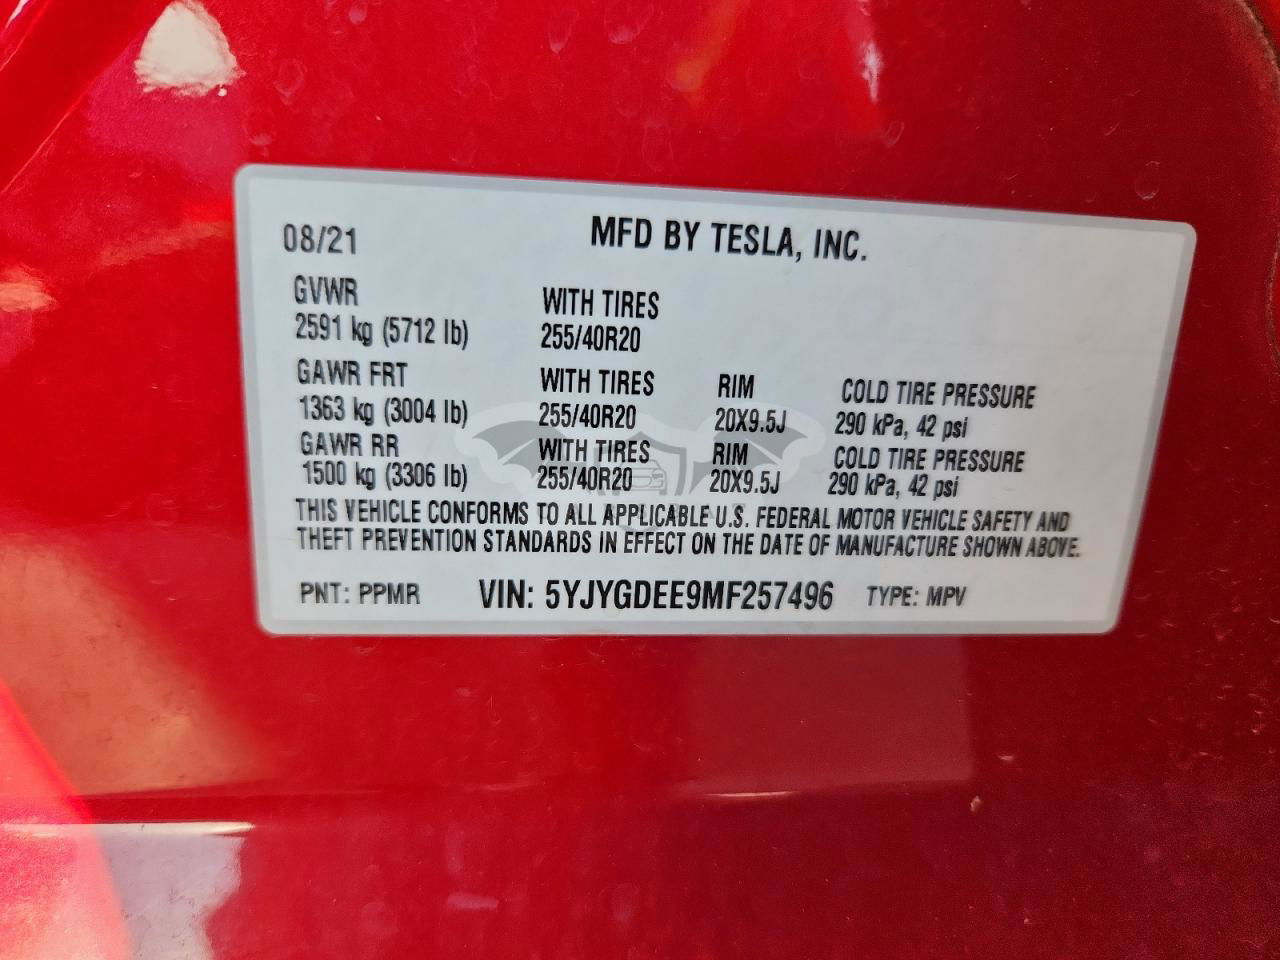 08/21 MFD BY TESLA, INC.
GVWR WITH TIRES
2591 kg (5712 lb) 255/40R20
GAWR FRT WITH TIRES RIM COLD TIRE PRESSURE
1363 kg (3004 lb) 255/40R20 20X9.5J 290 kPa, 42 psi
GAWR RR WITH TIRES RIM COLD TIRE PRESSURE
1500 kg (3306 lb) 255/40R20 20X9.5J 290 kPa, 42 psi
THIS VEHICLE CONFORMS TO ALL APPLICABLE U.S. FEDERAL MOTOR VEHICLE SAFETY AND
THEFT PREVENTION STANDARDS IN EFFECT ON THE DATE OF MANUFACTURE SHOWN ABOVE.
PNT: PPMR VIN: 5YJYGDEE9MF257496 TYPE: MPV